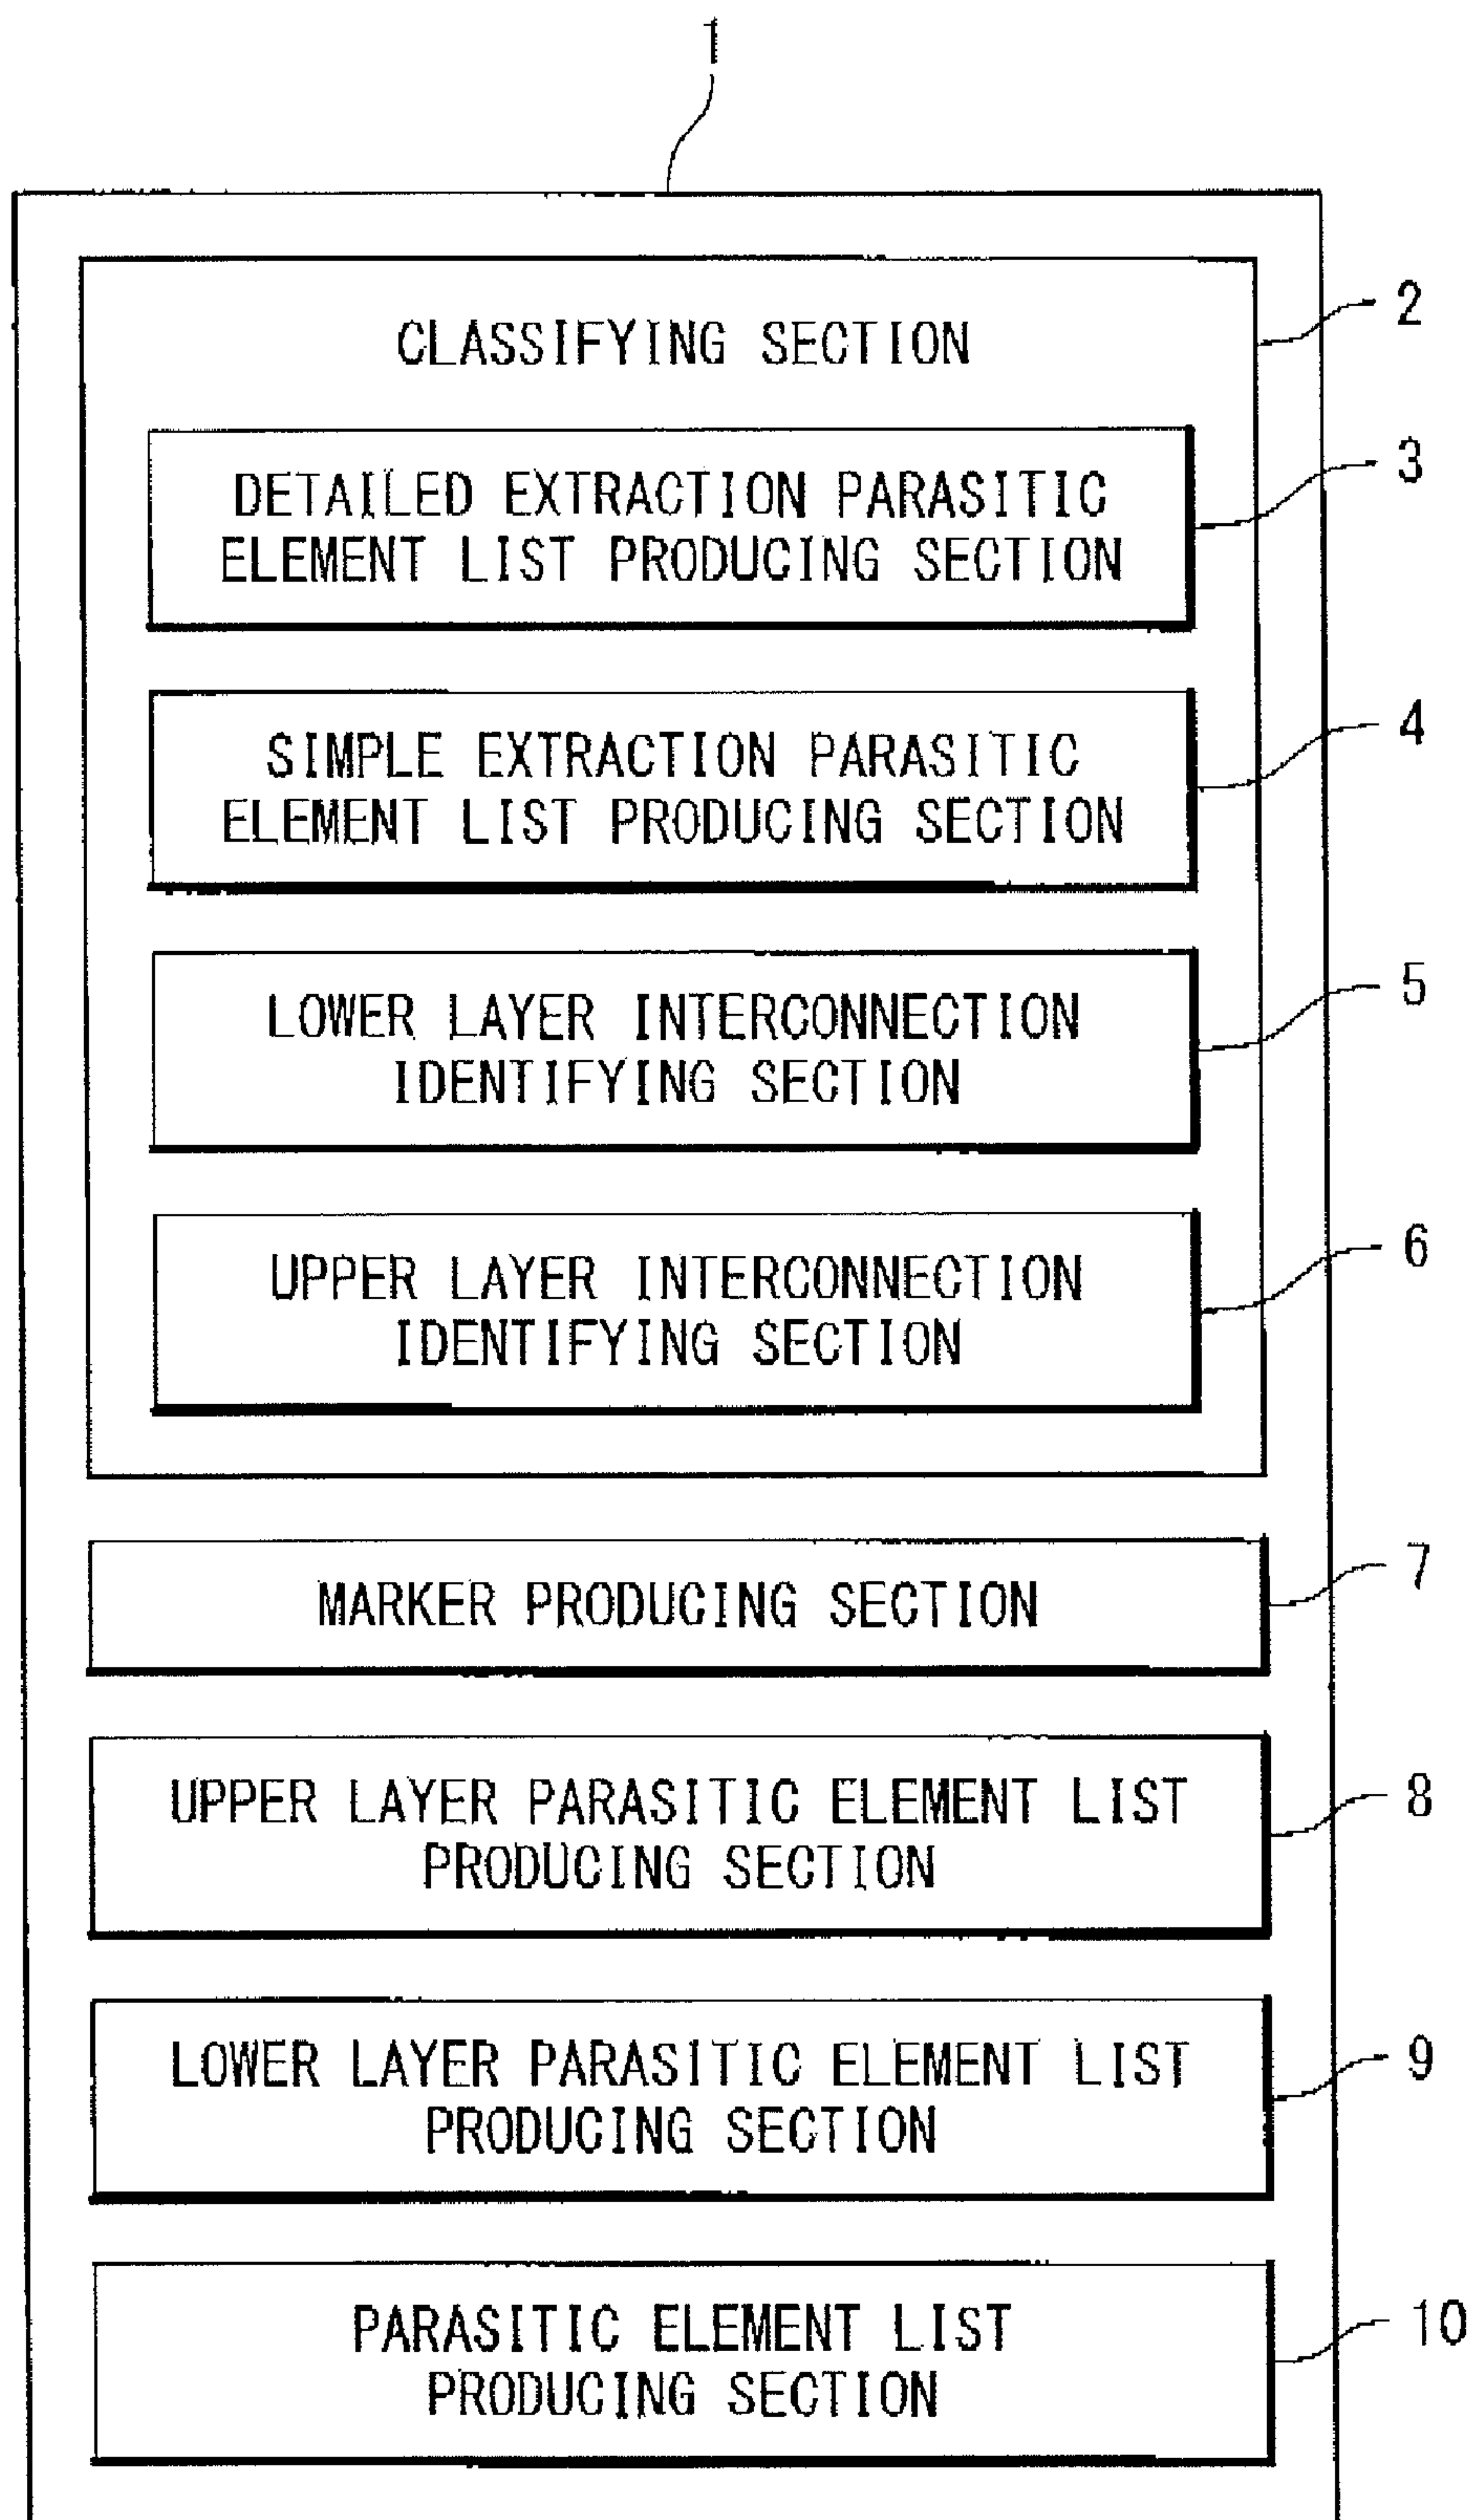 1
CLASSIFYING SECTION
2
DETAILED EXTRACTION PARASITIC
ELEMENT LIST PRODUCING SECTION
3
SIMPLE EXTRACTION PARASITIC
ELEMENT LIST PRODUCING SECTION
4
LOWER LAYER INTERCONNECTION
IDENTIFYING SECTION
5
UPPER LAYER INTERCONNECTION
IDENTIFYING SECTION
6
MARKER PRODUCING SECTION
7
UPPER LAYER PARASITIC ELEMENT LIST
PRODUCING SECTION
8
LOWER LAYER PARASITIC ELEMENT LIST
PRODUCING SECTION
9
PARASITIC ELEMENT LIST
PRODUCING SECTION
10